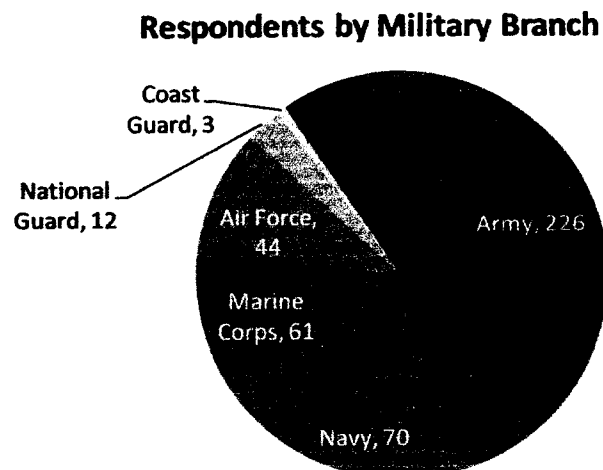 Respondents by Military Branch
Coast
Guard, 3
National
Guard, 12
Air Force,
44
Army, 226
Marine
Corps, 61
Navy, 70